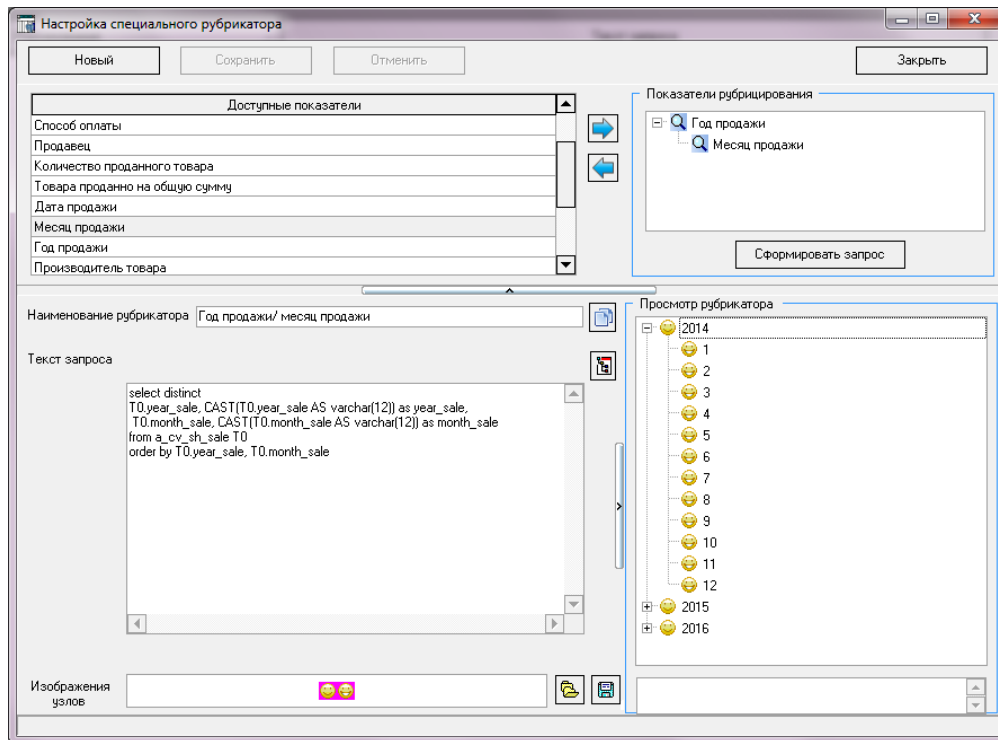 Настройка специального рубрикатора
Новый
Сохранить
Отменить
Закрыть
Доступные показатели
Способ оплаты
Продавец
Количество проданного товара
Товара проданно на общую сумму
Дата продажи
Месяц продажи
Год продажи
Производитель товара
Показатели рубрицирования
Год продажи
Месяц продажи
Сформировать запрос
Наименование рубрикатора
Год продажи/ месяц продажи
Текст запроса
select distinct
T0.year_sale, CAST(T0.year_sale AS varchar(12)) as year_sale,
T0.month_sale, CAST(T0.month_sale AS varchar(12)) as month_sale
from a_cv_sh_sale T0
order by T0.year_sale, T0.month_sale
Изображения
узлов
Просмотр рубрикатора
2014
1
2
3
4
5
6
7
8
9
10
11
12
2015
2016